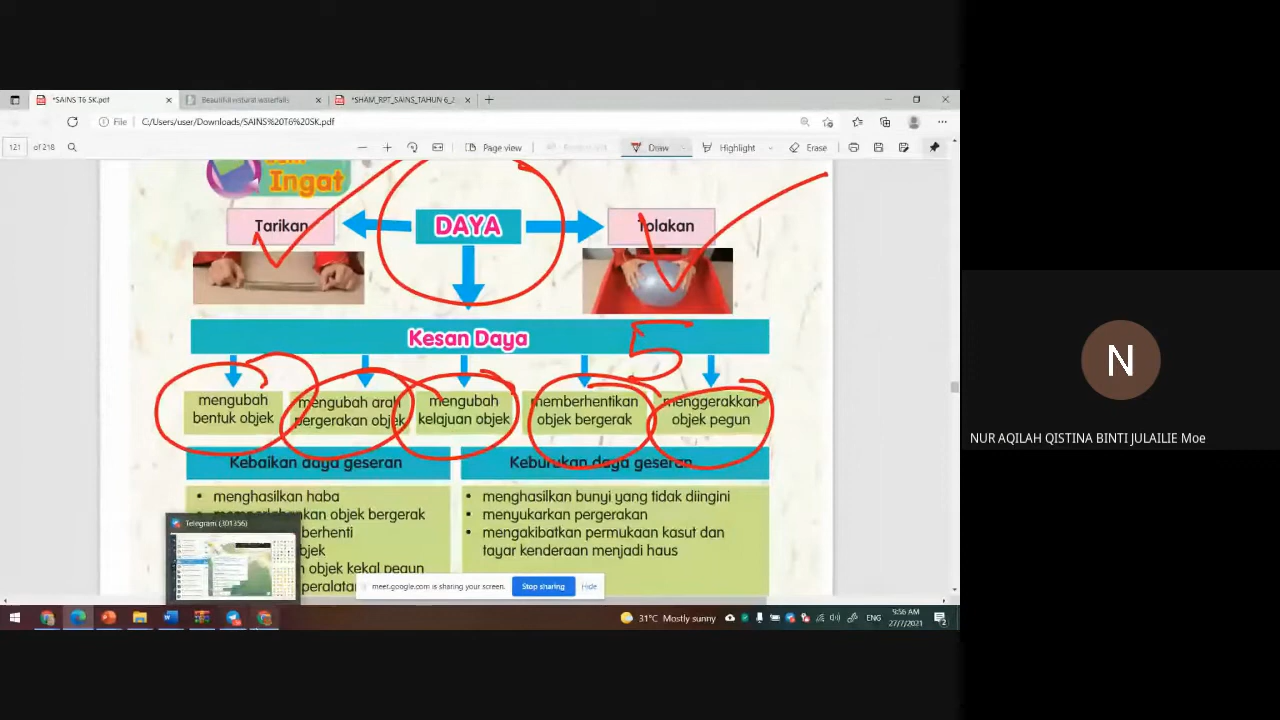 *SAINS T6 SK.pdf
Beautiful natural waterfalls
*SHAM_RPT_SAINS_TAHUN 6_2
File
C:/Users/user/Downloads/SAINS%20T6%20SK.pdf
121 of 218
Page view
Draw
Highlight
Erase
Ingat
Tarikan
DAYA
Tolakan
Kesan Daya
5
mengubah
bentuk objek
mengubah arah
pergerakan objek
mengubah
kelajuan objek
memberhentikan
objek bergerak
menggerakkan
objek pegun
Kebaikan daya geseran
• menghasilkan haba
objek bergerak
berhenti
objek kekal pegun
Keburukan daya geseran
• menghasilkan bunyi yang tidak diingini
• menyukarkan pergerakan
• mengakibatkan permukaan kasut dan
tayar kenderaan menjadi haus
Telegram (301356)
meet.google.com is sharing your screen.
Stop sharing
Hide
31°C Mostly sunny
ENG
9:56 AM
27/7/2021
2
N
NUR AQILAH QISTINA BINTI JULAILIE Moe